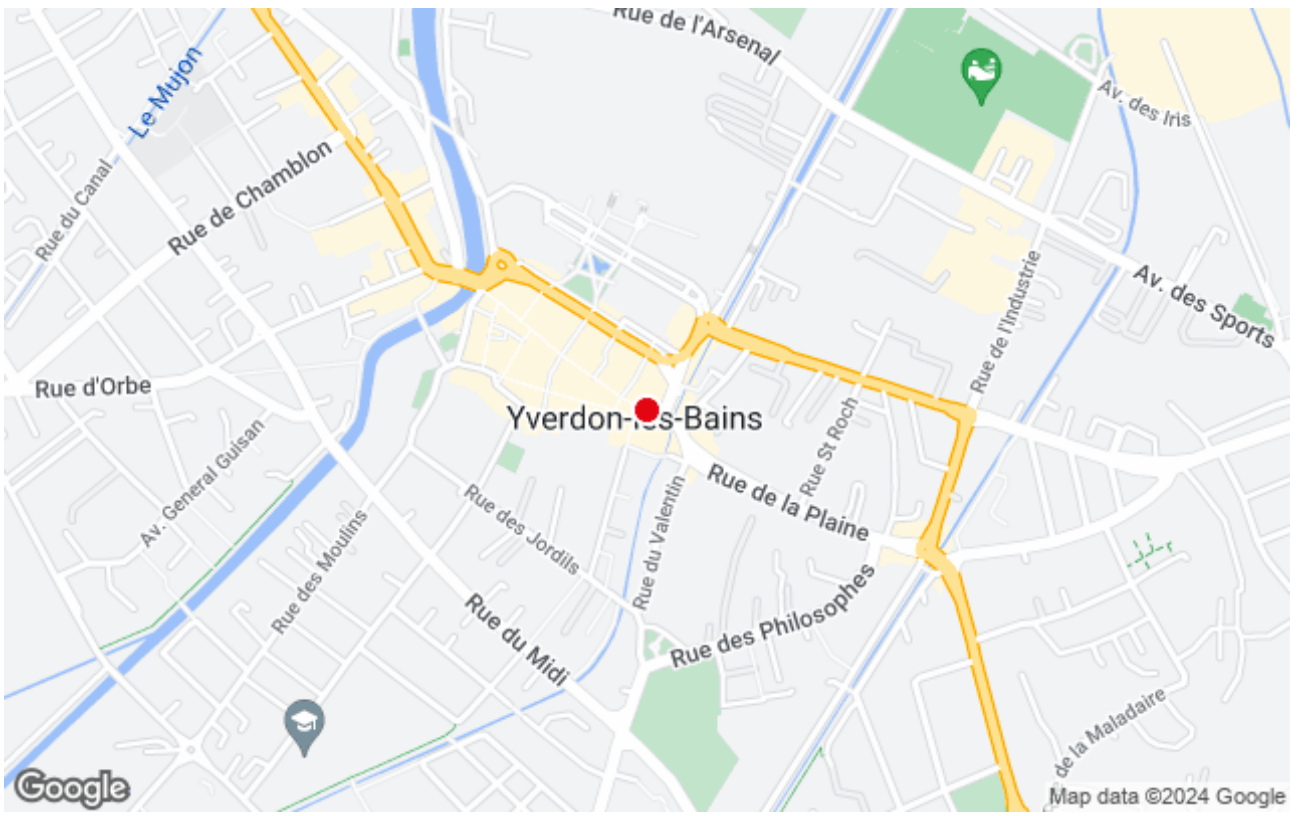 Rue de l'Arsenal
Le Mujon
Av. des Iris
Rue du Canal
Rue de Chamblon
Av. des Sports
Rue de l'Industrie
Rue d'Orbe
Yverdon-les-Bains
Rue St Roch
Av. General Guisan
Rue de la Plaine
Rue du Valentin
Rue des Jordils
Rue des Moulins
Rue des Philosophes
Rue du Midi
de la Maladaire
Google
Map data ©2024 Google